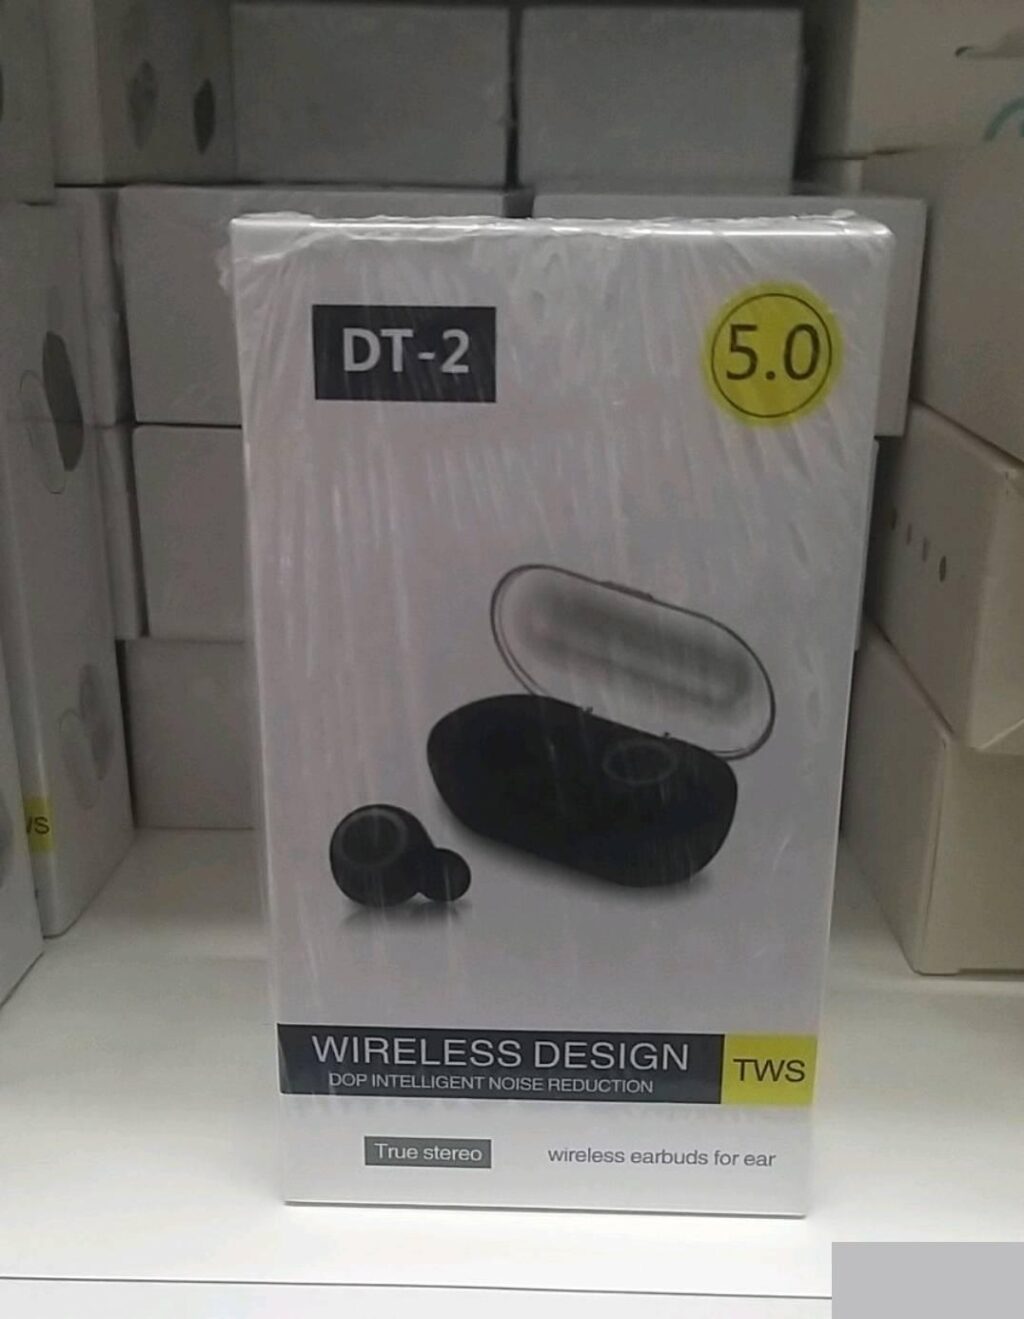 DT-2
5.0
WIRELESS DESIGN
DOP INTELLIGENT NOISE REDUCTION
TWS
True stereo
wireless earbuds for ear